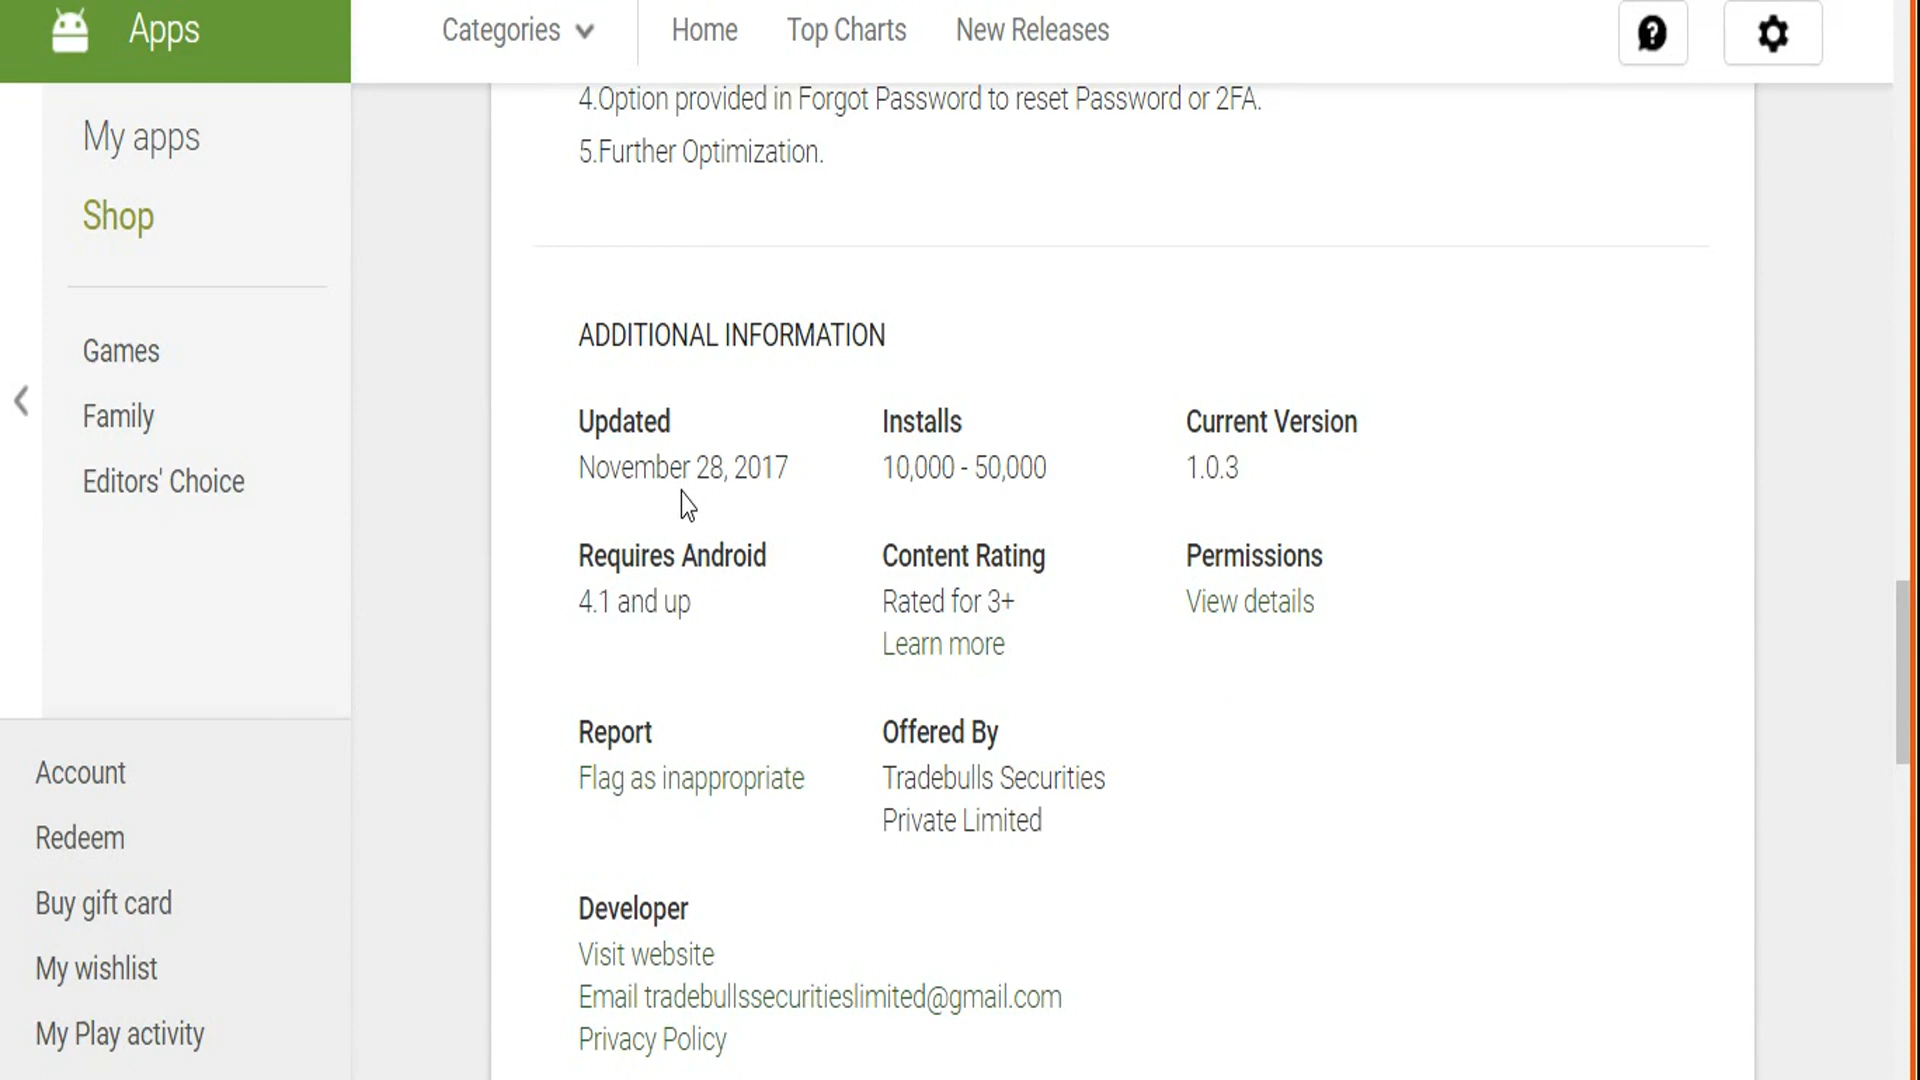 Apps
Categories
Home
Top Charts
New Releases
My apps
Shop
Games
Family
Editors' Choice
Account
Redeem
Buy gift card
My wishlist
My Play activity
4.Option provided in Forgot Password to reset Password or 2FA.
5.Further Optimization.
ADDITIONAL INFORMATION
Updated
November 28, 2017
Installs
10,000 - 50,000
Current Version
1.0.3
Requires Android
4.1 and up
Content Rating
Rated for 3+
Learn more
Permissions
View details
Report
Flag as inappropriate
Offered By
Tradebulls Securities
Private Limited
Developer
Visit website
Email tradebullssecuritieslimited@gmail.com
Privacy Policy